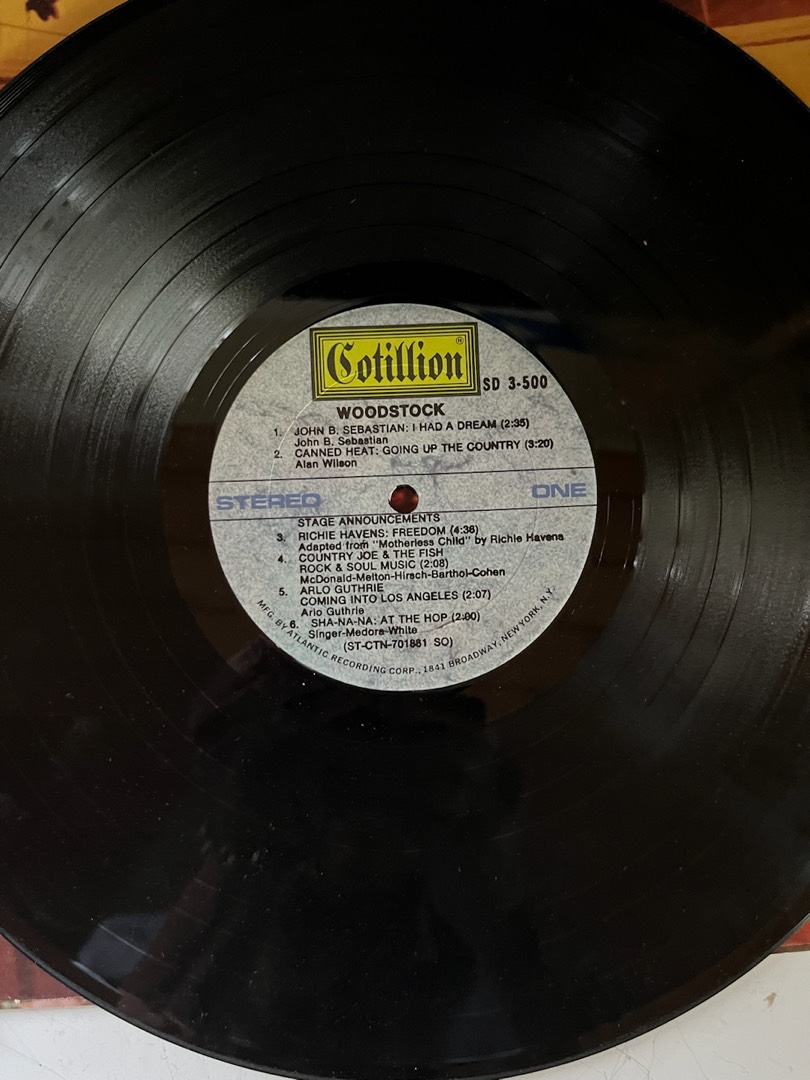 Cotillion®
SD 3-500
WOODSTOCK
1. JOHN B. SEBASTIAN: I HAD A DREAM (2:35)
John B. Sebastian
2. CANNED HEAT: GOING UP THE COUNTRY (3:20)
Alan Wilson
STEREO ONE
STAGE ANNOUNCEMENTS
3. RICHIE HAVENS: FREEDOM (4:36)
Adapted from "Motherless Child" by Richie Havens
4. COUNTRY JOE & THE FISH
ROCK & SOUL MUSIC (2:08)
McDonald-Melton-Hirsch-Barthol-Cohen
5. ARLO GUTHRIE
COMING INTO LOS ANGELES (2:07)
Arlo Guthrie
6. SHA-NA-NA: AT THE HOP (2:00)
Singer-Medora-White
(ST-CTN-701861 SO)
MFG. BY ATLANTIC RECORDING CORP., 1841 BROADWAY, NEW YORK, N.Y.